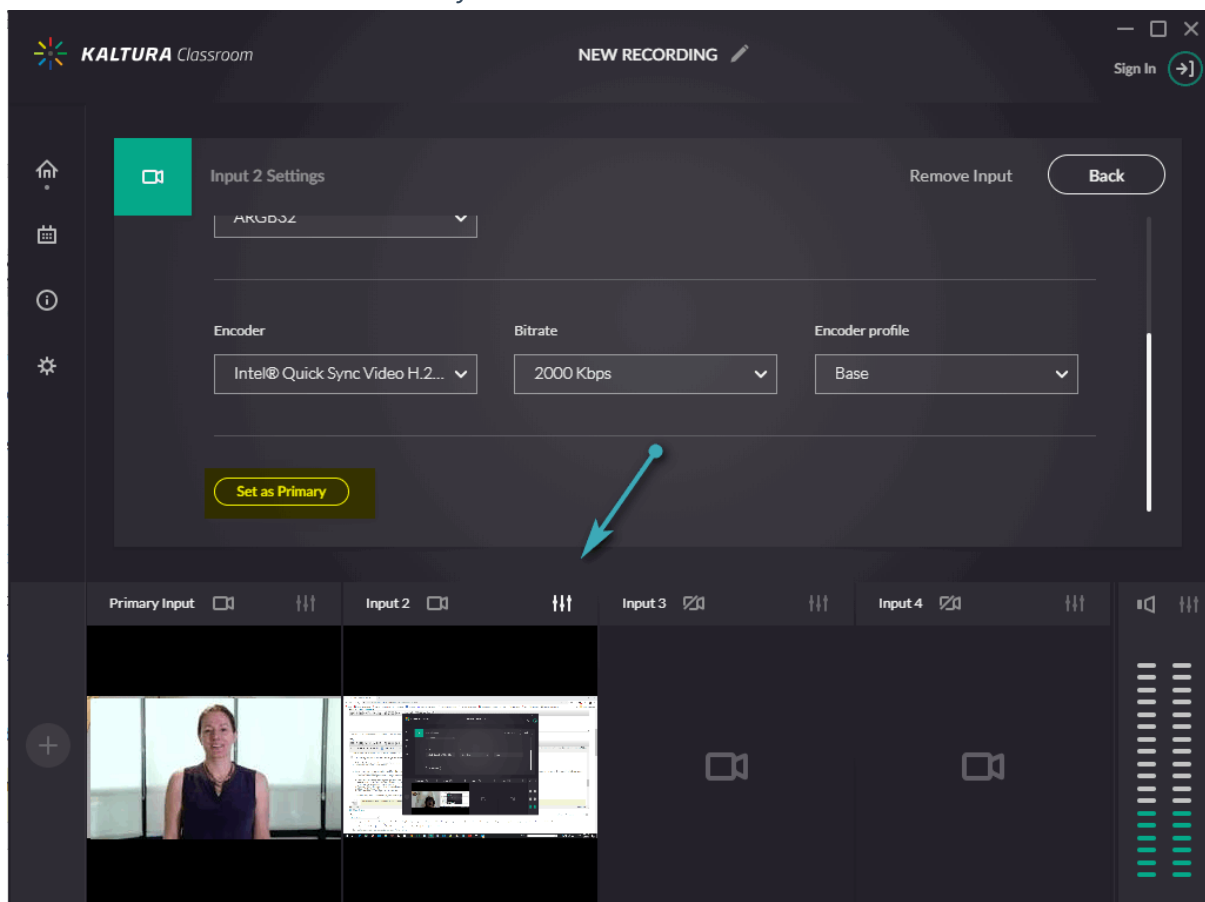 KALTURA Classroom
NEW RECORDING
Sign In
Input 2 Settings
Remove Input
Back
ARGB32
Encoder
Bitrate
Encoder profile
Intel® Quick Sync Video H.2...
2000 Kbps
Base
Set as Primary
Primary Input
Input 2
Input 3
Input 4